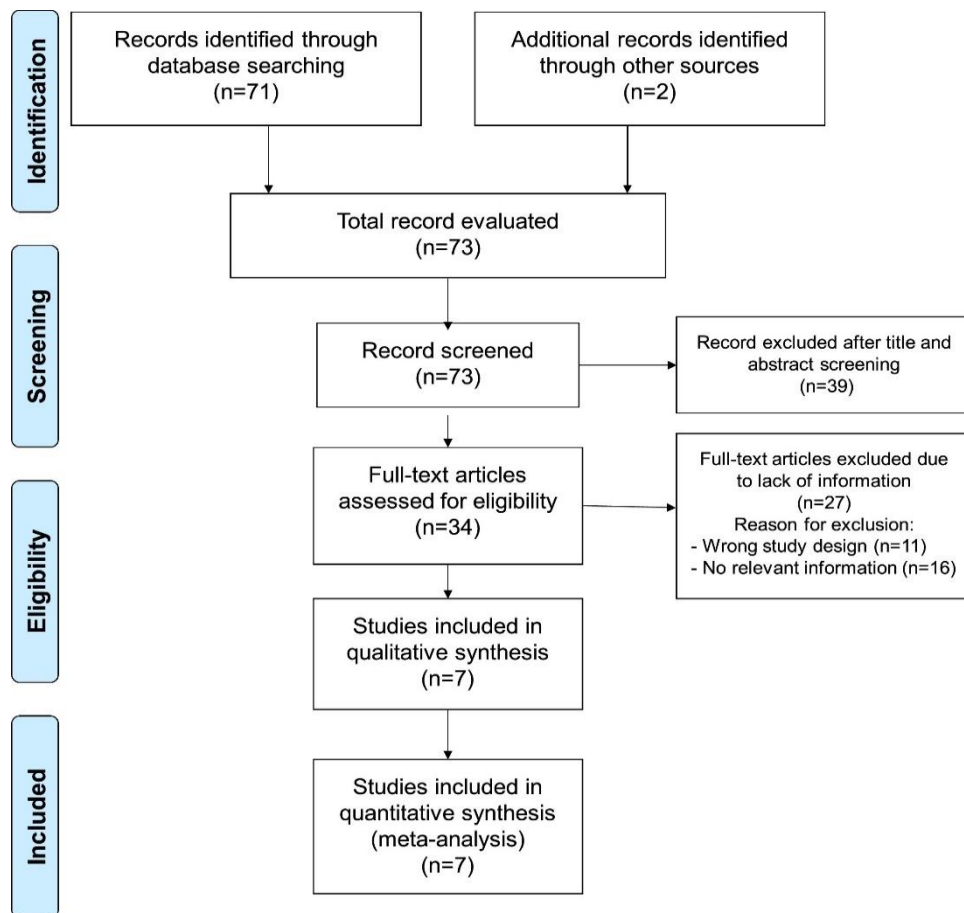 Identification
Records identified through
database searching
(n=71)
Additional records identified
through other sources
(n=2)
Total record evaluated
(n=73)
Screening
Record screened
(n=73)
Record excluded after title and
abstract screening
(n=39)
Eligibility
Full-text articles
assessed for eligibility
(n=34)
Full-text articles excluded due
to lack of information
(n=27)
Reason for exclusion:
- Wrong study design (n=11)
- No relevant information (n=16)
Studies included in
qualitative synthesis
(n=7)
Included
Studies included in
quantitative synthesis
(meta-analysis)
(n=7)